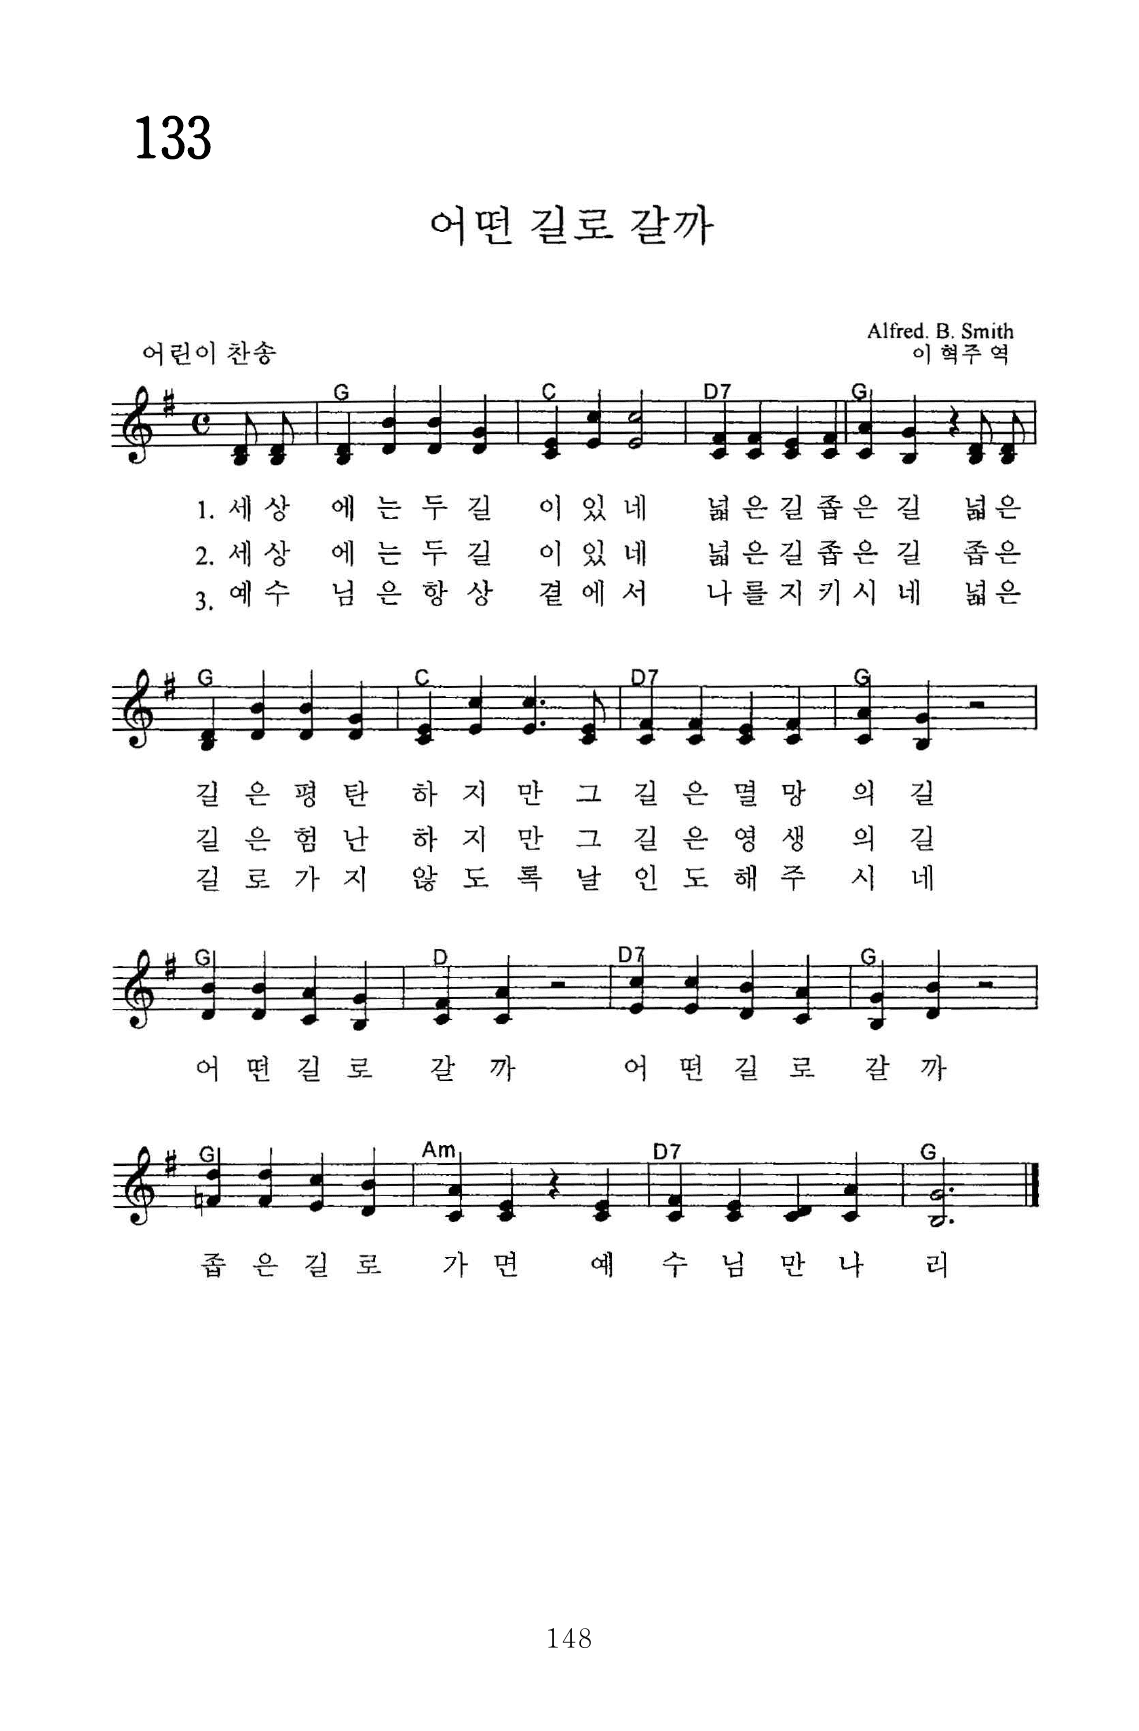 133
어떤 길로 갈까
Alfred. B. Smith
어린이 찬송
이 혁주 역
G C D7 G
1. 세 상 에 는 두 길 이 있 네 넓 은 길 좁 은 길 넓 은
2. 세 상 에 는 두 길 이 있 네 넓 은 길 좁 은 길 좁 은
3. 예 수 님 은 항 상 곁 에 서 나 를 지 키 시 네 넓 은
G C D7 G
길 은 평 탄 하 지 만 그 길 은 멸 망 의 길
길 은 험 난 하 지 만 그 길 은 영 생 의 길
길 로 가 지 않 도 록 날 인 도 해 주 시 네
G D D7 G
어 떤 길 로 갈 까 어 떤 길 로 갈 까
G Am D7 G
좁 은 길 로 가 면 예 수 님 만 나 리
148